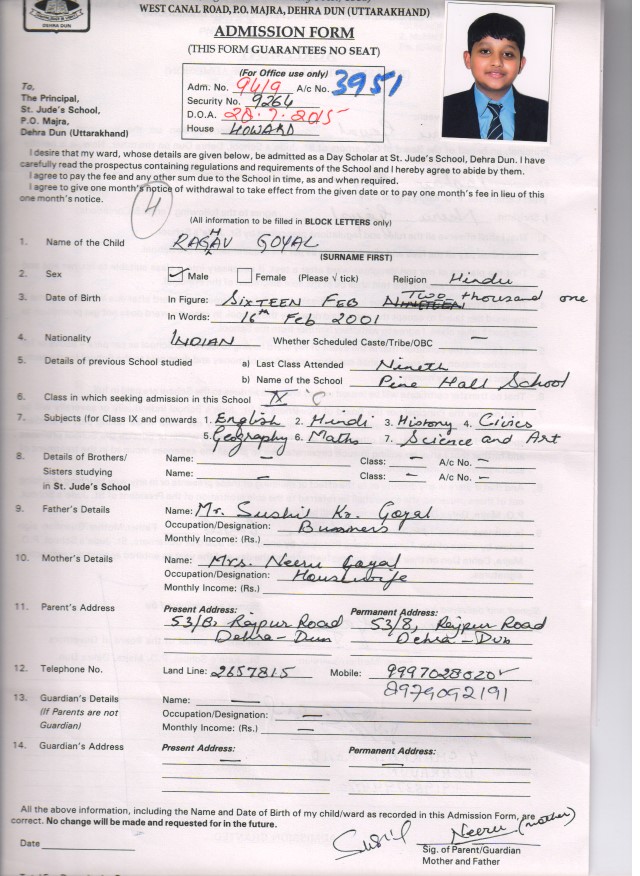 DEHRA DUN
WEST CANAL ROAD, P.O. MAJRA, DEHRA DUN (UTTARAKHAND)
ADMISSION FORM
(THIS FORM GUARANTEES NO SEAT)
(For Office use only)
Adm. No. 9419 A/c No. 3951
Security No. 9264
D.O.A. 28.7.2015
House HOWARD
To,
The Principal,
St. Jude's School,
P.O. Majra,
Dehra Dun (Uttarakhand)
I desire that my ward, whose details are given below, be admitted as a Day Scholar at St. Jude's School, Dehra Dun. I have
carefully read the prospectus containing regulations and requirements of the School and I hereby agree to abide by them.
I agree to pay the fee and any other sum due to the School in time, as and when required.
I agree to give one month's notice of withdrawal to take effect from the given date or to pay one month's fee in lieu of this
one month's notice.
4
(All information to be filled in BLOCK LETTERS only)
1. Name of the Child RAGHAV GOYAL
(SURNAME FIRST)
2. Sex Male Female (Please √ tick) Religion Hindu
3. Date of Birth In Figure: SIXTEEN FEB NINETEEN TWO thousand one
In Words: 16th Feb 2001
4. Nationality INDIAN Whether Scheduled Caste/Tribe/OBC —
5. Details of previous School studied a) Last Class Attended Nineth
b) Name of the School Pine Hall School
6. Class in which seeking admission in this School IX 'C
7. Subjects (for Class IX and onwards 1. English 2. Hindi 3. History 4. Civics
5. Geography 6. Maths 7. Science and Art
8. Details of Brothers/ Name: — Class: — A/c No. —
Sisters studying Name: — Class: — A/c No. —
in St. Jude's School
9. Father's Details Name: Mr. Sushil Kr. Goyal
Occupation/Designation: Bussiness
Monthly Income: (Rs.)
10. Mother's Details Name: Mrs. Neeru Goyal
Occupation/Designation: Housewife
Monthly Income: (Rs.)
11. Parent's Address Present Address: Permanent Address:
53/8, Rajpur Road 53/8, Rajpur Road
Dehra-Dun Dehra-Dun
12. Telephone No. Land Line: 2657815 Mobile: 9997028020
8979092191
13. Guardian's Details Name: —
(If Parents are not Occupation/Designation: —
Guardian) Monthly Income: (Rs.) —
14. Guardian's Address Present Address: Permanent Address:
— —
All the above information, including the Name and Date of Birth of my child/ward as recorded in this Admission Form, are
correct. No change will be made and requested for in the future.
Sushil Neeru (mother)
Date
Sig. of Parent/Guardian
Mother and Father